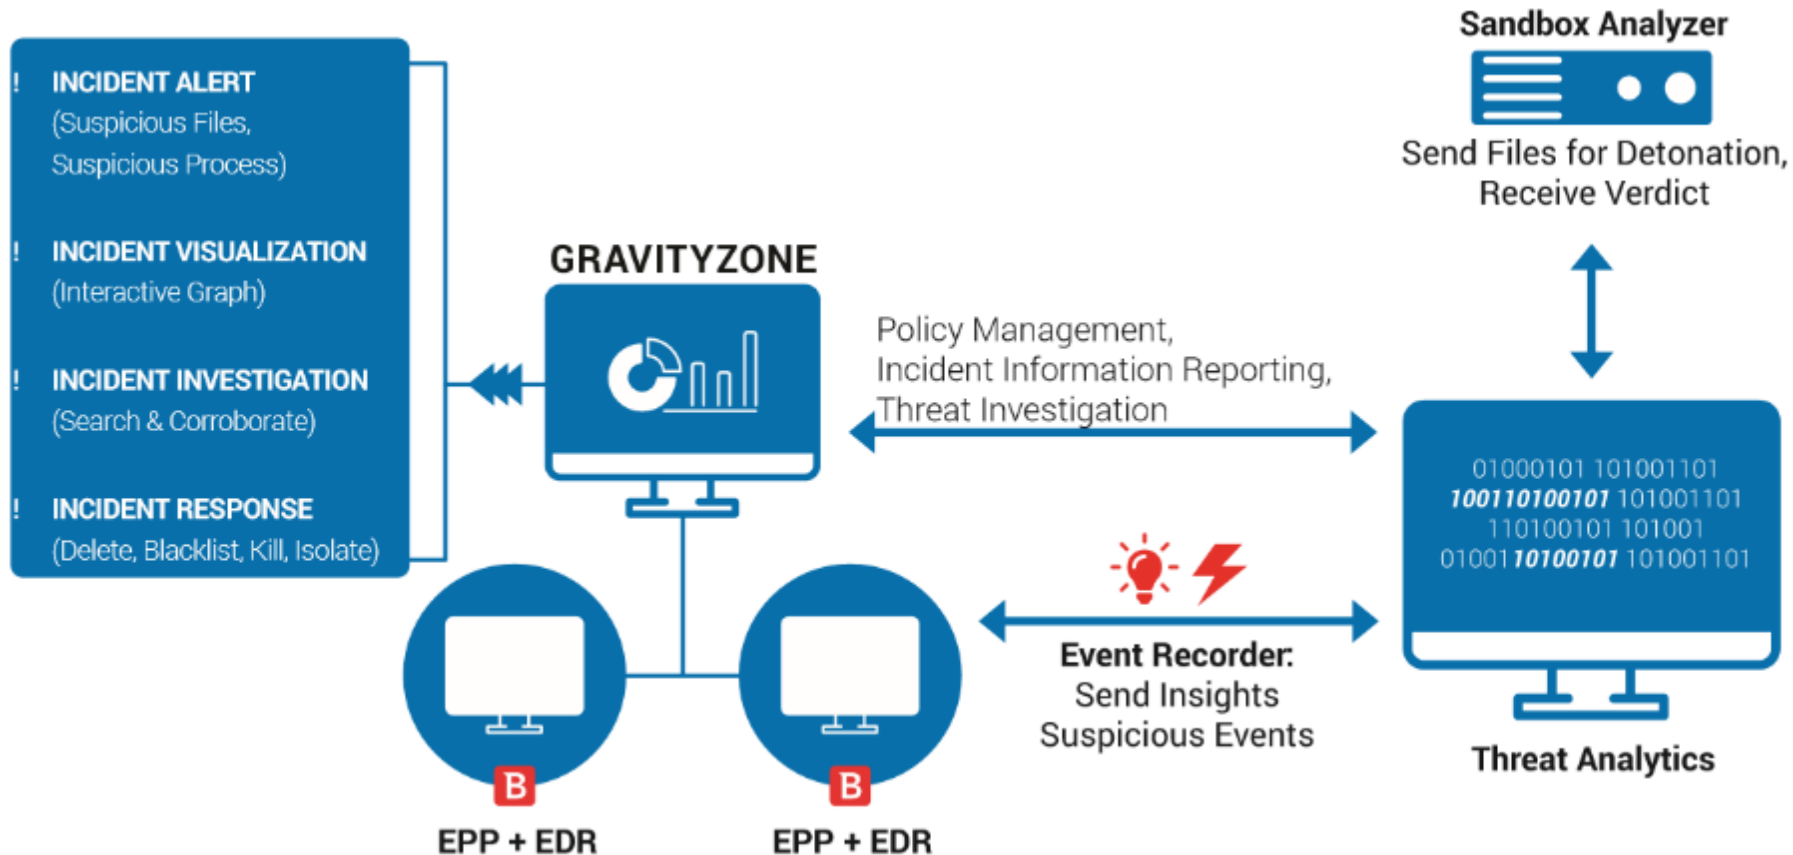 ! INCIDENT ALERT
(Suspicious Files,
Suspicious Process)
! INCIDENT VISUALIZATION
(Interactive Graph)
! INCIDENT INVESTIGATION
(Search & Corroborate)
! INCIDENT RESPONSE
(Delete, Blacklist, Kill, Isolate)
GRAVITYZONE
Policy Management,
Incident Information Reporting,
Threat Investigation
Sandbox Analyzer
Send Files for Detonation,
Receive Verdict
01000101 101001101
100110100101 101001101
110100101 101001
0100110100101 101001101
Threat Analytics
Event Recorder:
Send Insights
Suspicious Events
B
EPP + EDR
B
EPP + EDR